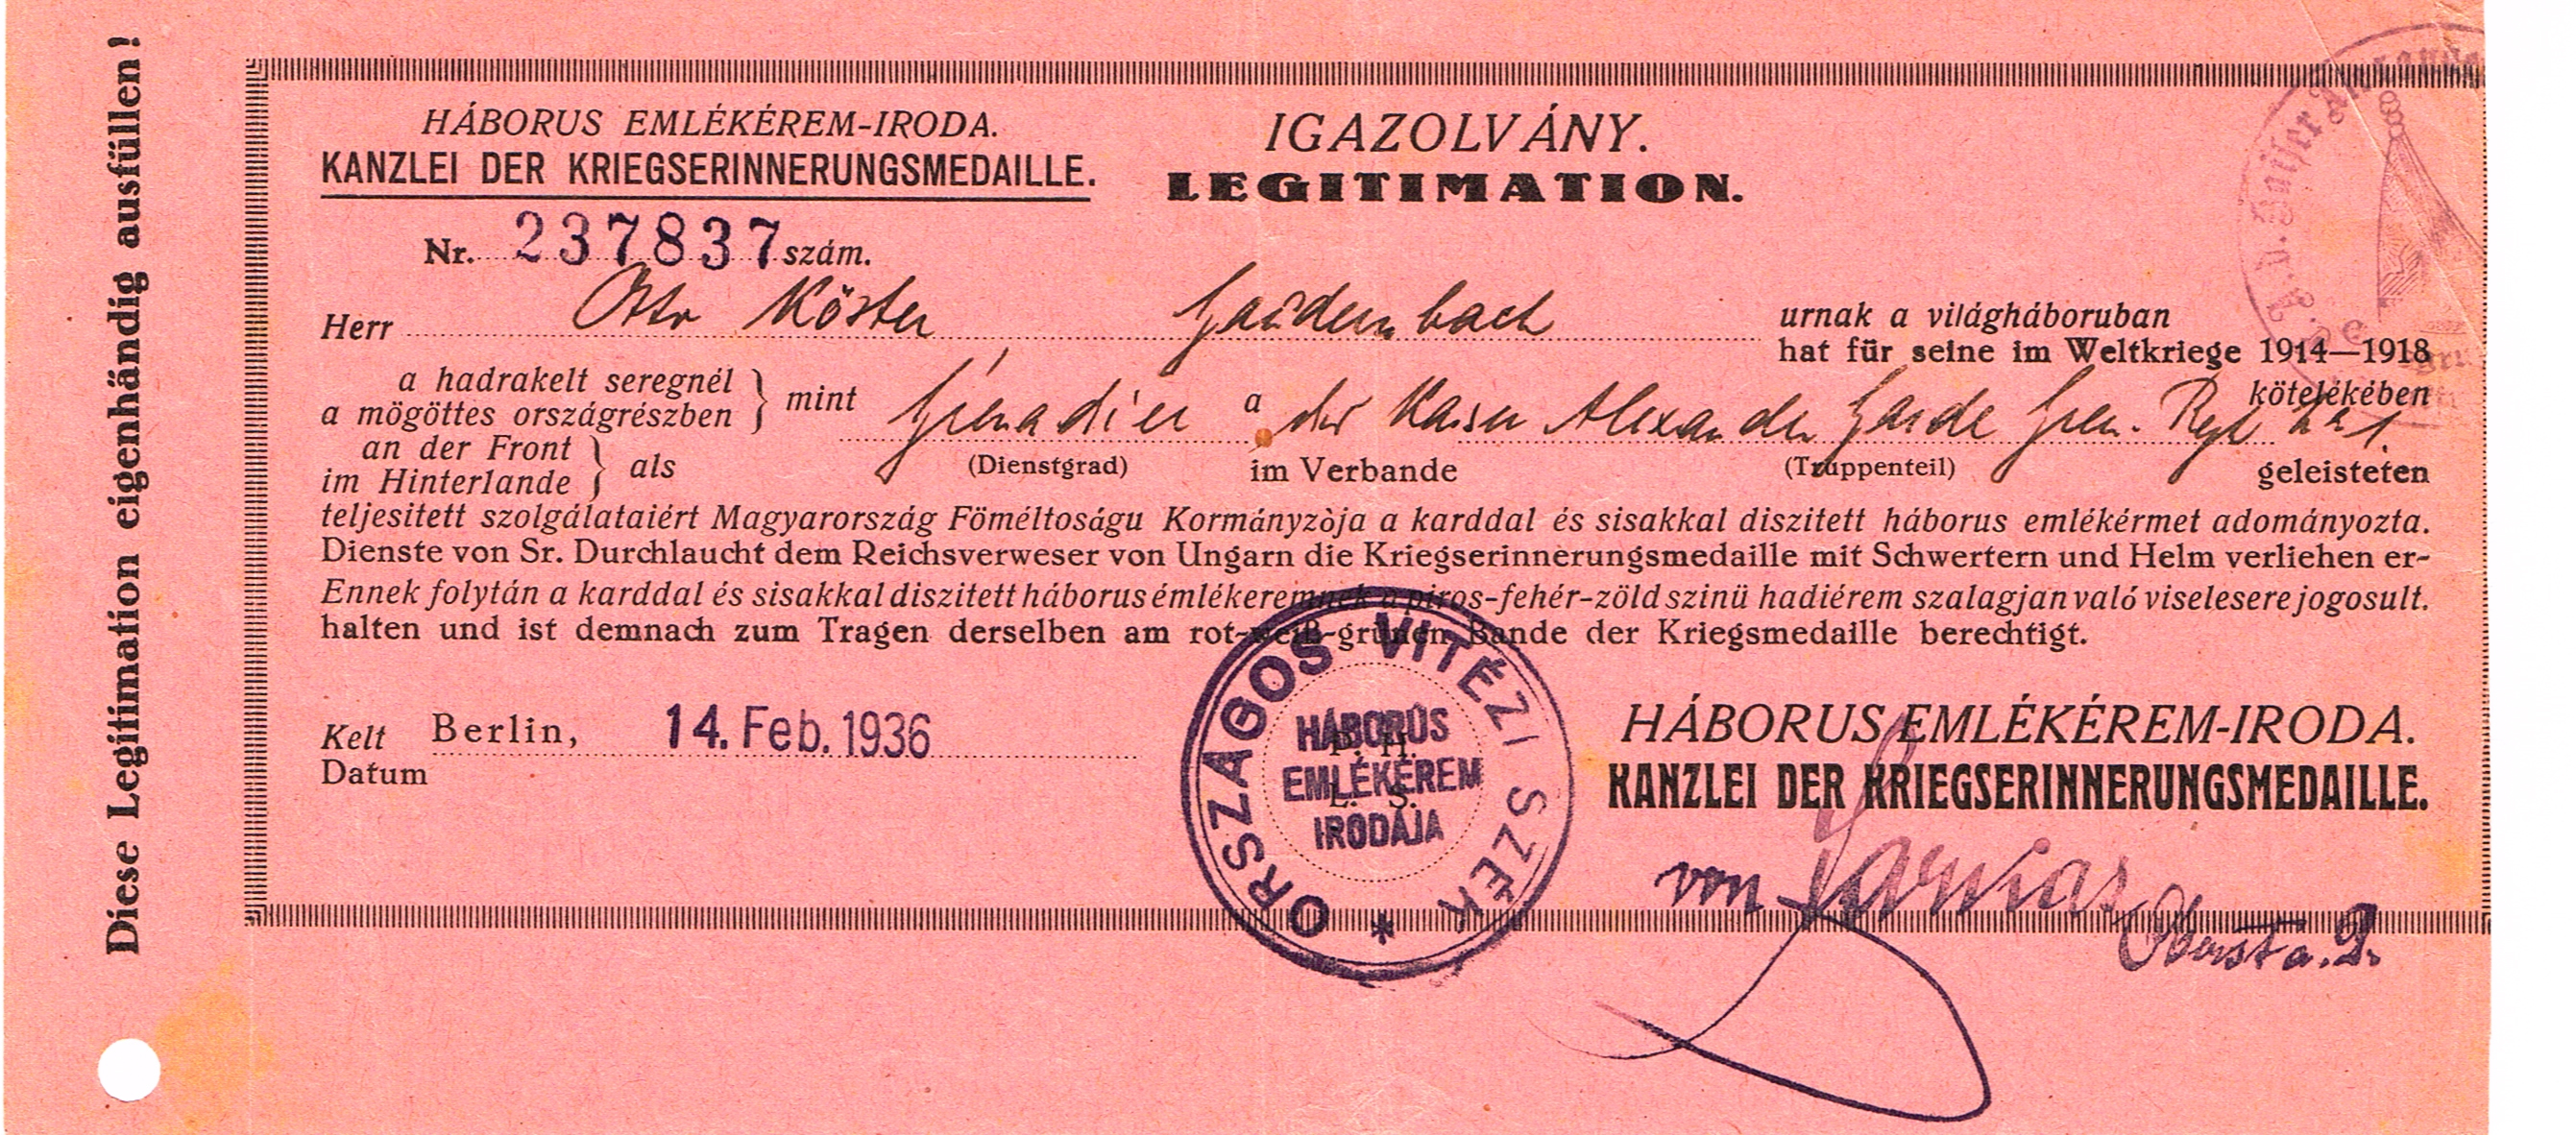 Diese Legitimation eigenhändig ausfüllen!
HÁBORUS EMLÉKÉREM-IRODA.
KANZLEI DER KRIEGSERINNERUNGSMEDAILLE.
IGAZOLVÁNY.
LEGITIMATION.
Nr. 237837 szám.
Herr Otto Köster
urnak a világháboruban
hat für seine im Weltkriege 1914—1918
a hadrakelt seregnél
a mögöttes országrészben
mint
an der Front
im Hinterlande
als
Grenadier
(Dienstgrad)
a
im Verbande
der Kaiser Alexander Garde Gren. Regt
(Truppenteil)
kötelékében
geleisteten
teljesitett szolgálataiért Magyarország Föméltoságu Kormányzòja a karddal és sisakkal diszitett háborus emlékérmet adományozta.
Dienste von Sr. Durchlaucht dem Reichsverweser von Ungarn die Kriegserinnerungsmedaille mit Schwertern und Helm verliehen er-
Ennek folytán a karddal és sisakkal diszitett háborus émlékeremnek a piros-fehér-zöld szinü hadiérem szalagjan való viselesere jogosult.
halten und ist demnach zum Tragen derselben am rot-weiß-grünen Bande der Kriegsmedaille berechtigt.
Kelt Berlin, 14. Feb. 1936
Datum
ORSZÁGOS VITÉZI SZÉK *
HÁBORÚS
EMLÉKÉREM
IRODÁJA
P. H.
L. S.
HÁBORUS EMLÉKÉREM-IRODA.
KANZLEI DER KRIEGSERINNERUNGSMEDAILLE.
von
Oberst a. D.